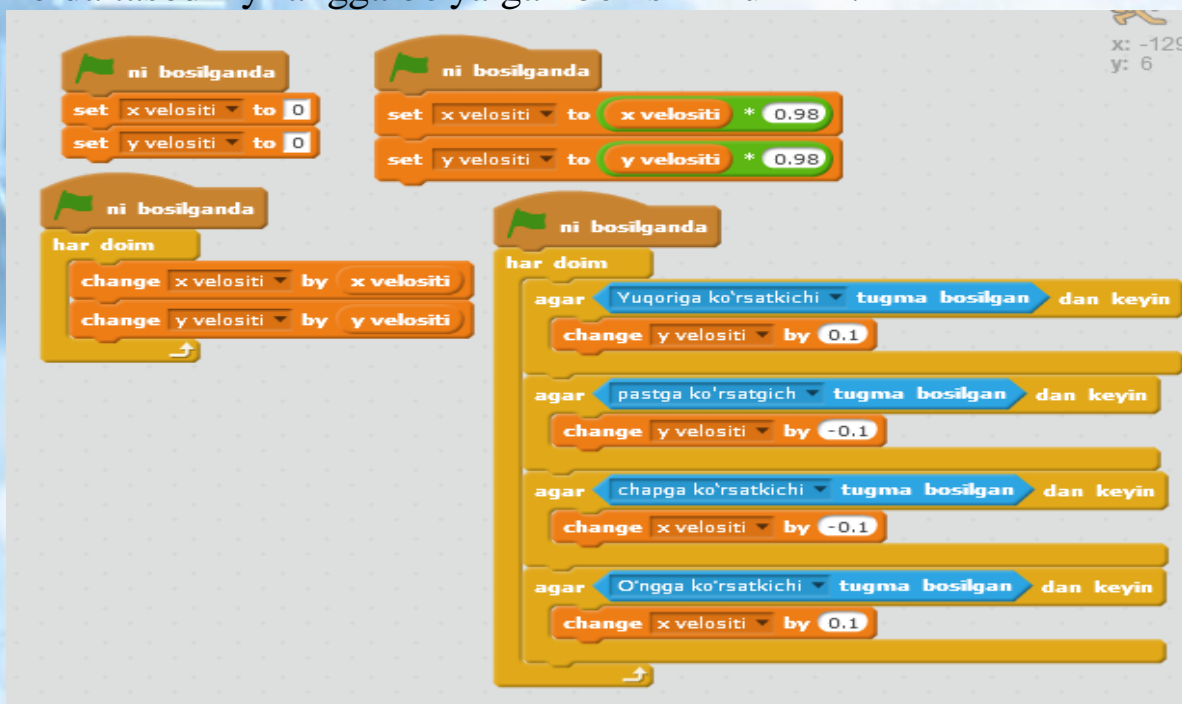 x: -129
y: 6
ni bosilganda
set x velositi to 0
set y velositi to 0
ni bosilganda
set x velositi to x velositi * 0.98
set y velositi to y velositi * 0.98
ni bosilganda
har doim
change x velositi by x velositi
change y velositi by y velositi
ni bosilganda
har doim
agar Yuqoriga ko'rsatkichi tugma bosilgan dan keyin
change y velositi by 0.1
agar pastga ko'rsatgich tugma bosilgan dan keyin
change y velositi by -0.1
agar chapga ko'rsatkichi tugma bosilgan dan keyin
change x velositi by -0.1
agar O'ngga ko'rsatkichi tugma bosilgan dan keyin
change x velositi by 0.1